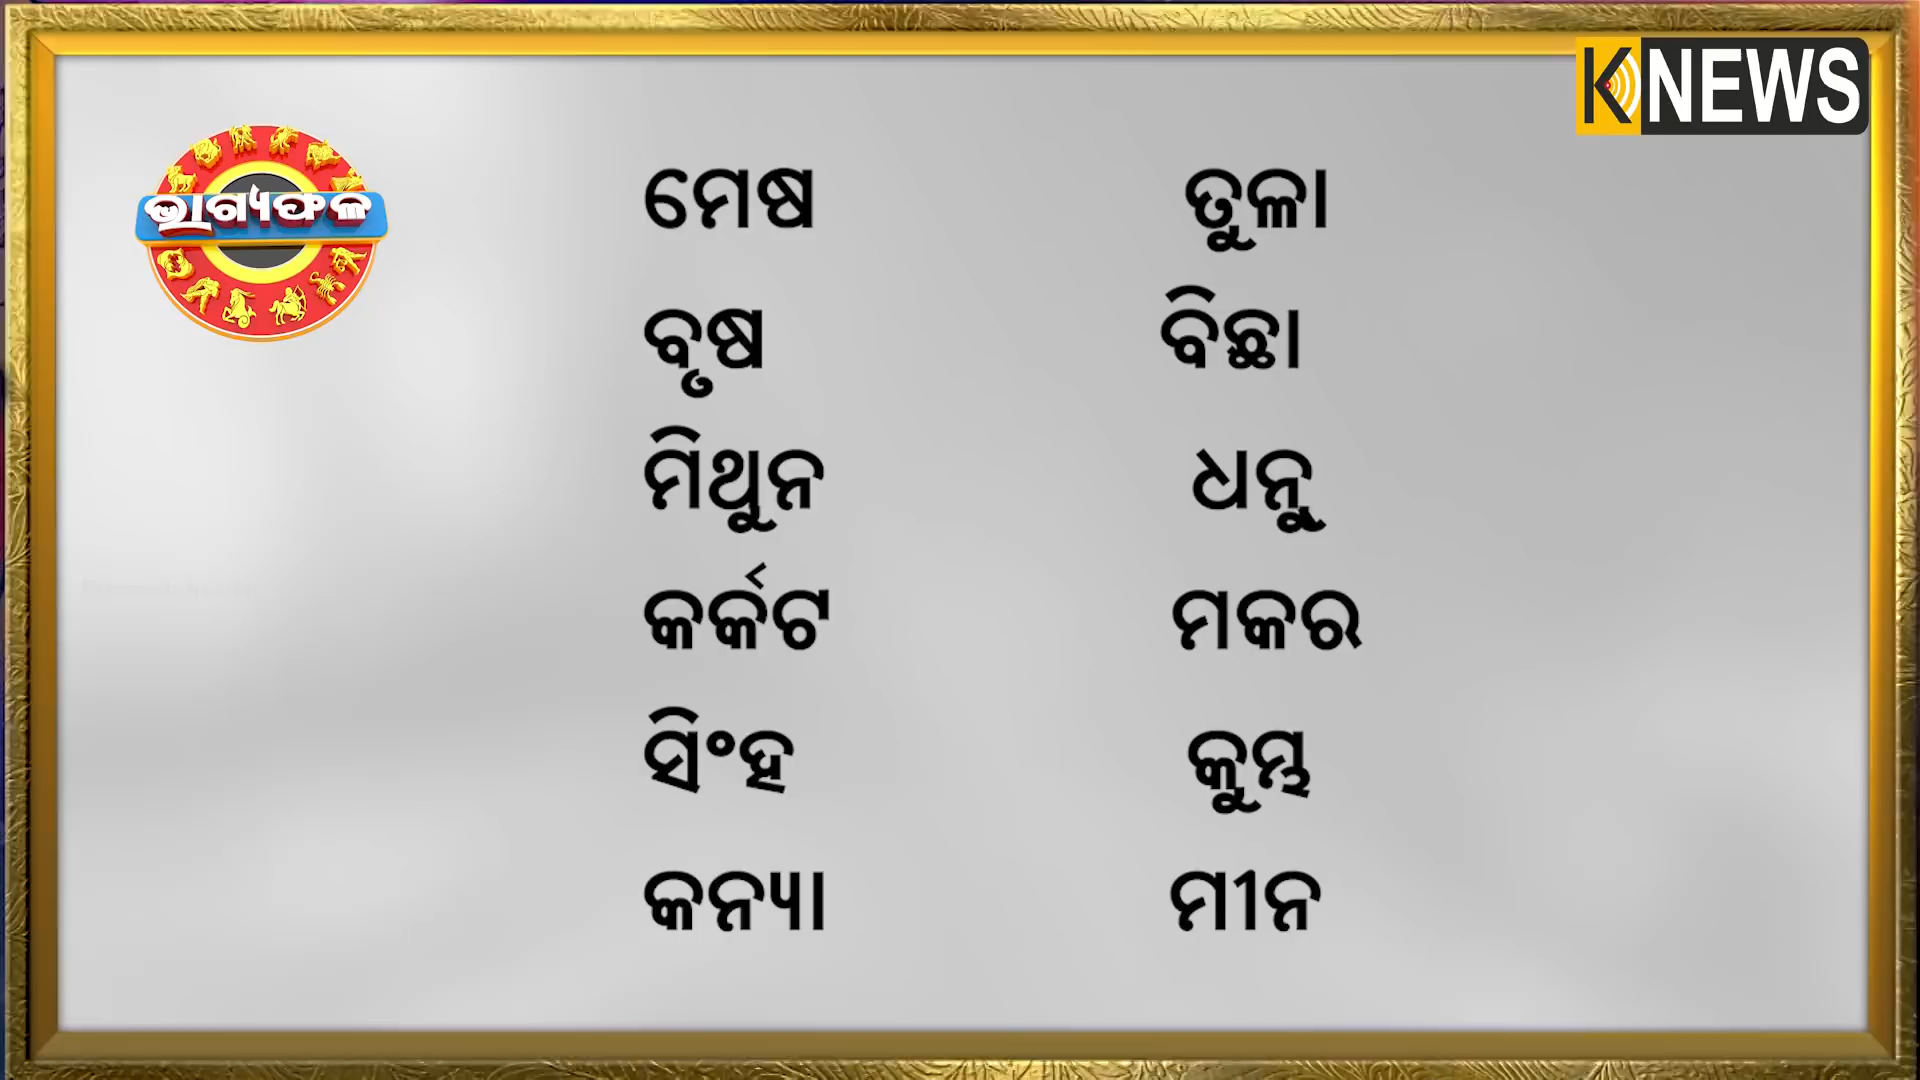 KNEWS
ଭାଗ୍ୟଫଳ
ମେଷ ତୁଳା
ବୃଷ ବିଛା
ମିଥୁନ ଧନୁ
କର୍କଟ ମକର
ସିଂହ କୁମ୍ଭ
କନ୍ୟା ମୀନ